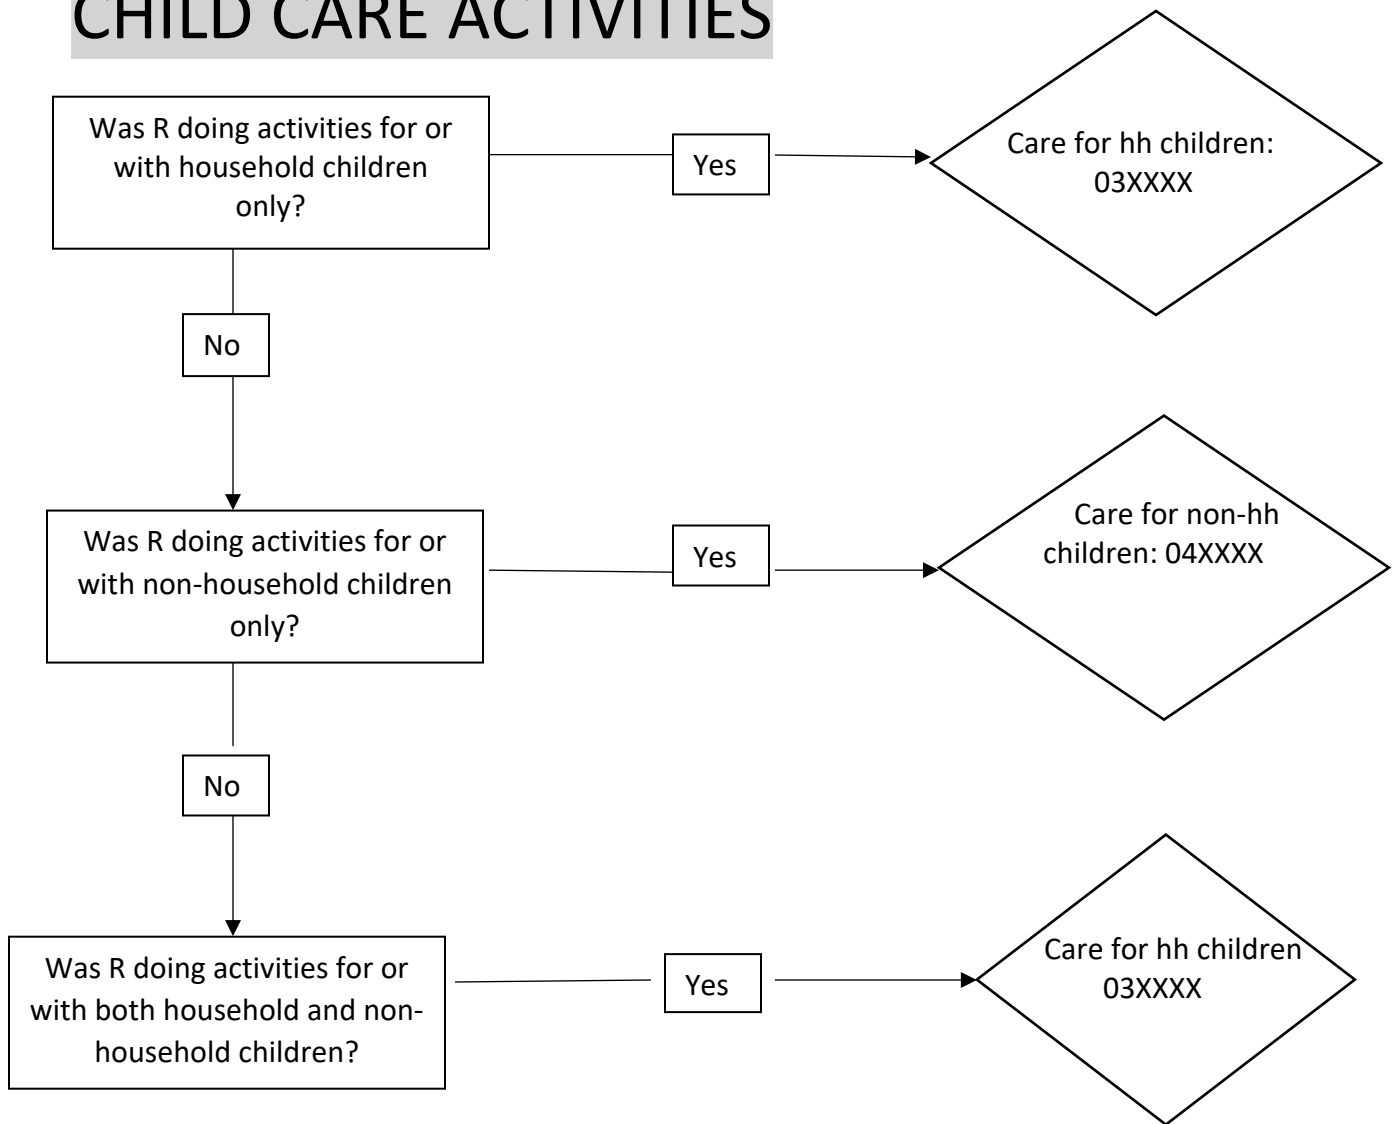 CHILD CARE ACTIVITIES
Was R doing activities for or
with household children
only?
Yes
Care for hh children:
03XXXX
No
Was R doing activities for or
with non-household children
only?
Yes
Care for non-hh
children: 04XXXX
No
Was R doing activities for or
with both household and non-
household children?
Yes
Care for hh children
03XXXX